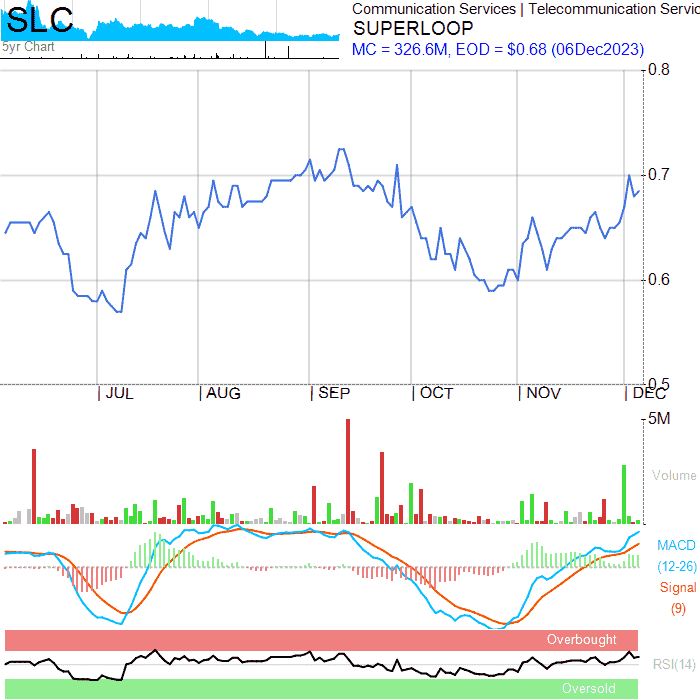 SLC
5yr Chart
Communication Services | Telecommunication Servic
SUPERLOOP
MC = 326.6M, EOD = $0.68 (06Dec2023)
0.8
0.7
0.6
0.5
JUL
AUG
SEP
OCT
NOV
DEC
5M
Volume
MACD
(12-26)
Signal
(9)
Overbought
RSI(14)
Oversold